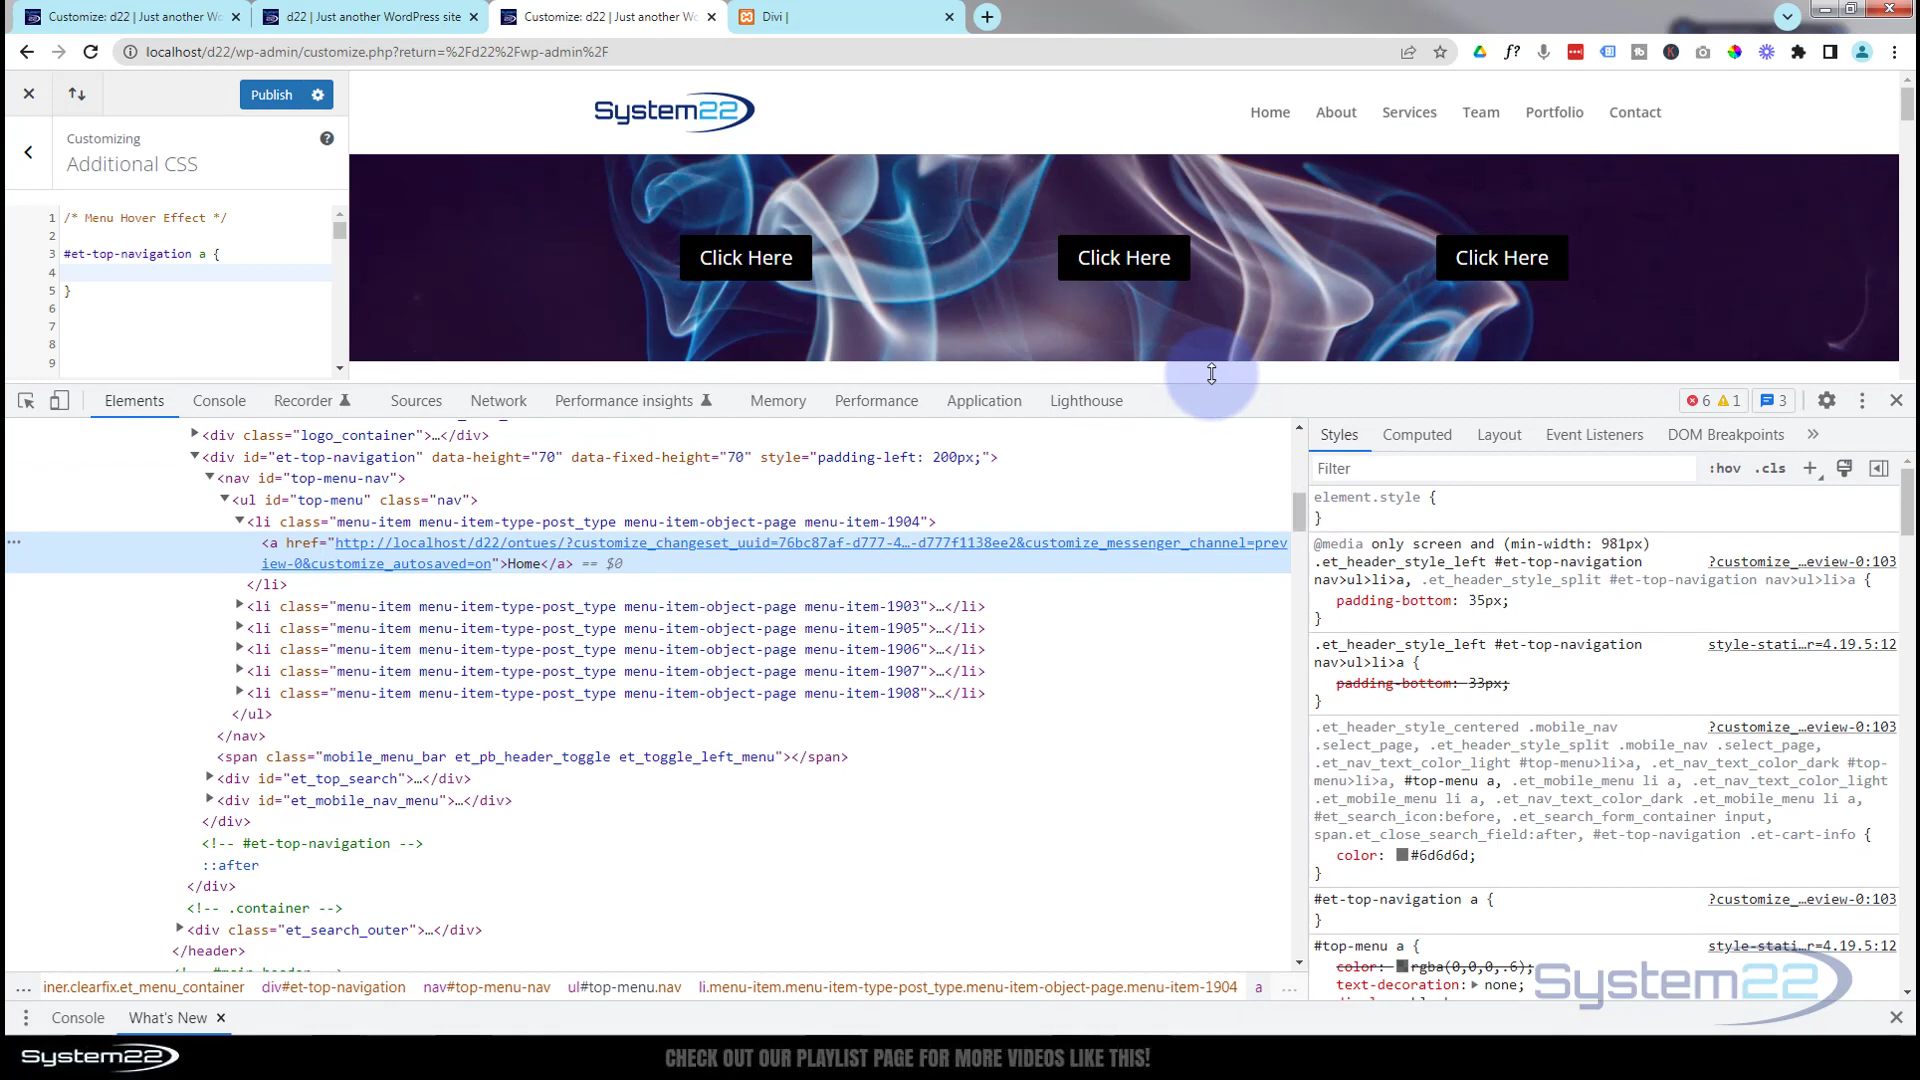 Customize: d22 | Just another Wo
d22 | Just another WordPress site
Customize: d22 | Just another Wo
Divi |
localhost/d22/wp-admin/customize.php?return=%2Fd22%2Fwp-admin%2F
Publish
Customizing
Additional CSS
1 /* Menu Hover Effect */
2
3 #et-top-navigation a {
4
5 }
6
7
8
9
System22
Home About Services Team Portfolio Contact
Click Here Click Here Click Here
Elements Console Recorder Sources Network Performance insights Memory Performance Application Lighthouse
6 1 3
<div class="logo_container">…</div>
<div id="et-top-navigation" data-height="70" data-fixed-height="70" style="padding-left: 200px;">
<nav id="top-menu-nav">
<ul id="top-menu" class="nav">
<li class="menu-item menu-item-type-post_type menu-item-object-page menu-item-1904">
<a href="http://localhost/d22/ontues/?customize_changeset_uuid=76bc87af-d777-4…-d777f1138ee2&customize_messenger_channel=prev
iew-0&customize_autosaved=on">Home</a> == $0
</li>
<li class="menu-item menu-item-type-post_type menu-item-object-page menu-item-1903">…</li>
<li class="menu-item menu-item-type-post_type menu-item-object-page menu-item-1905">…</li>
<li class="menu-item menu-item-type-post_type menu-item-object-page menu-item-1906">…</li>
<li class="menu-item menu-item-type-post_type menu-item-object-page menu-item-1907">…</li>
<li class="menu-item menu-item-type-post_type menu-item-object-page menu-item-1908">…</li>
</ul>
</nav>
<span class="mobile_menu_bar et_pb_header_toggle et_toggle_left_menu"></span>
<div id="et_top_search">…</div>
<div id="et_mobile_nav_menu">…</div>
</div>
<!-- #et-top-navigation -->
::after
</div>
<!-- .container -->
<div class="et_search_outer">…</div>
</header>
... iner.clearfix.et_menu_container div#et-top-navigation nav#top-menu-nav ul#top-menu.nav li.menu-item.menu-item-type-post_type.menu-item-object-page.menu-item-1904 a ...
Styles Computed Layout Event Listeners DOM Breakpoints »
Filter :hov .cls +
element.style {
}
@media only screen and (min-width: 981px)
.et_header_style_left #et-top-navigation ?customize_…eview-0:103
nav>ul>li>a, .et_header_style_split #et-top-navigation nav>ul>li>a {
padding-bottom: 35px;
}
.et_header_style_left #et-top-navigation style-stati…r=4.19.5:12
nav>ul>li>a {
padding-bottom: 33px;
}
.et_header_style_centered .mobile_nav ?customize_…eview-0:103
.select_page, .et_header_style_split .mobile_nav .select_page,
.et_nav_text_color_light #top-menu>li>a, .et_nav_text_color_dark #top-
menu>li>a, #top-menu a, .et_mobile_menu li a, .et_nav_text_color_light
.et_mobile_menu li a, .et_nav_text_color_dark .et_mobile_menu li a,
#et_search_icon:before, .et_search_form_container input,
span.et_close_search_field:after, #et-top-navigation .et-cart-info {
color: #6d6d6d;
}
#et-top-navigation a { ?customize_…eview-0:103
}
#top-menu a { style-stati…r=4.19.5:12
color: rgba(0,0,0,.6);
text-decoration: none;
System22
Console What's New
System22
CHECK OUT OUR PLAYLIST PAGE FOR MORE VIDEOS LIKE THIS!